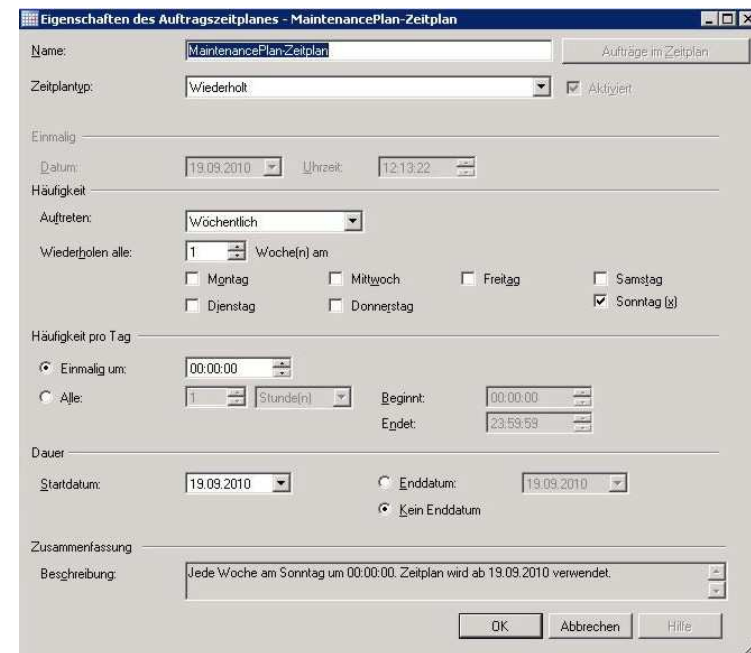 Eigenschaften des Auftragszeitplanes - MaintenancePlan-Zeitplan
Name: MaintenancePlan-Zeitplan Aufträge im Zeitplan
Zeitplantyp: Wiederholt Aktiviert
Einmalig
Datum: 19.09.2010 Uhrzeit: 12:13:22
Häufigkeit
Auftreten: Wöchentlich
Wiederholen alle: 1 Woche(n) am
Montag Mittwoch Freitag Samstag
Dienstag Donnerstag Sonntag (x)
Häufigkeit pro Tag
Einmalig um: 00:00:00
Alle: 1 Stunde(n) Beginnt: 00:00:00
Endet: 23:59:59
Dauer
Startdatum: 19.09.2010 Enddatum: 19.09.2010
Kein Enddatum
Zusammenfassung
Beschreibung: Jede Woche am Sonntag um 00:00:00. Zeitplan wird ab 19.09.2010 verwendet.
OK Abbrechen Hilfe